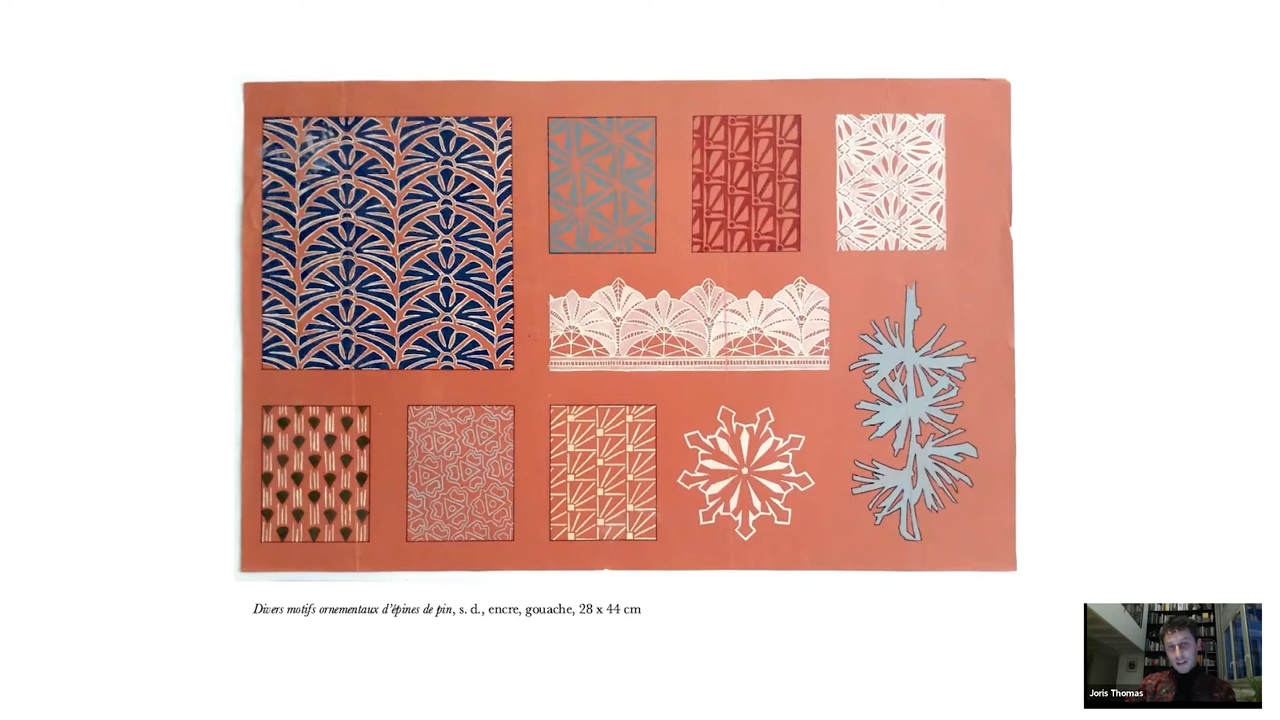 Divers motifs ornementaux d'épines de pin, s. d., encre, gouache, 28 x 44 cm
Joris Thomas